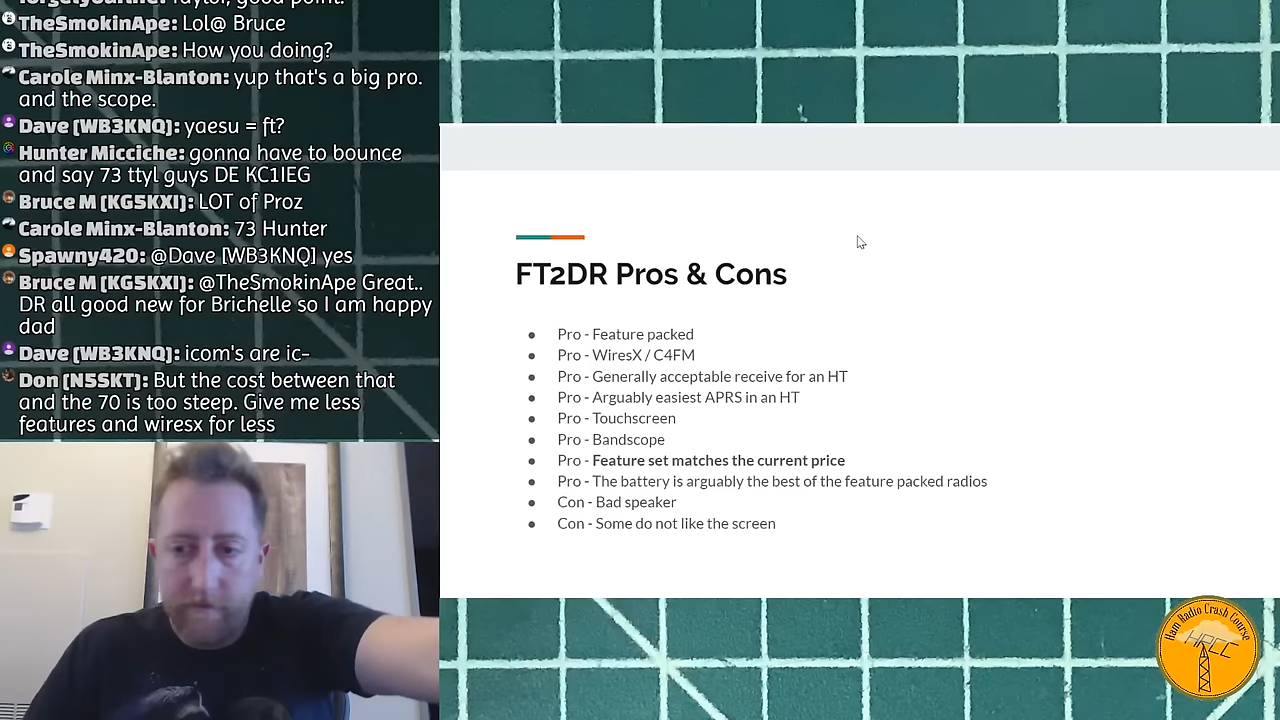 TheSmokinApe: Lol@ Bruce
TheSmokinApe: How you doing?
Carole Minx-Blanton: yup that's a big pro.
and the scope.
Dave [WB3KNQ]: yaesu = ft?
Hunter Micciche: gonna have to bounce
and say 73 ttyl guys DE KC1IEG
Bruce M [KG5KXI]: LOT of Proz
Carole Minx-Blanton: 73 Hunter
Spawny420: @Dave [WB3KNQ] yes
Bruce M [KG5KXI]: @TheSmokinApe Great..
DR all good new for Brichelle so I am happy
dad
Dave [WB3KNQ]: icom's are ic-
Don [N5SKT]: But the cost between that
and the 70 is too steep. Give me less
features and wiresx for less
FT2DR Pros & Cons
● Pro - Feature packed
● Pro - WiresX / C4FM
● Pro - Generally acceptable receive for an HT
● Pro - Arguably easiest APRS in an HT
● Pro - Touchscreen
● Pro - Bandscope
● Pro - Feature set matches the current price
● Pro - The battery is arguably the best of the feature packed radios
● Con - Bad speaker
● Con - Some do not like the screen
Ham Radio Crash Course
HRCC